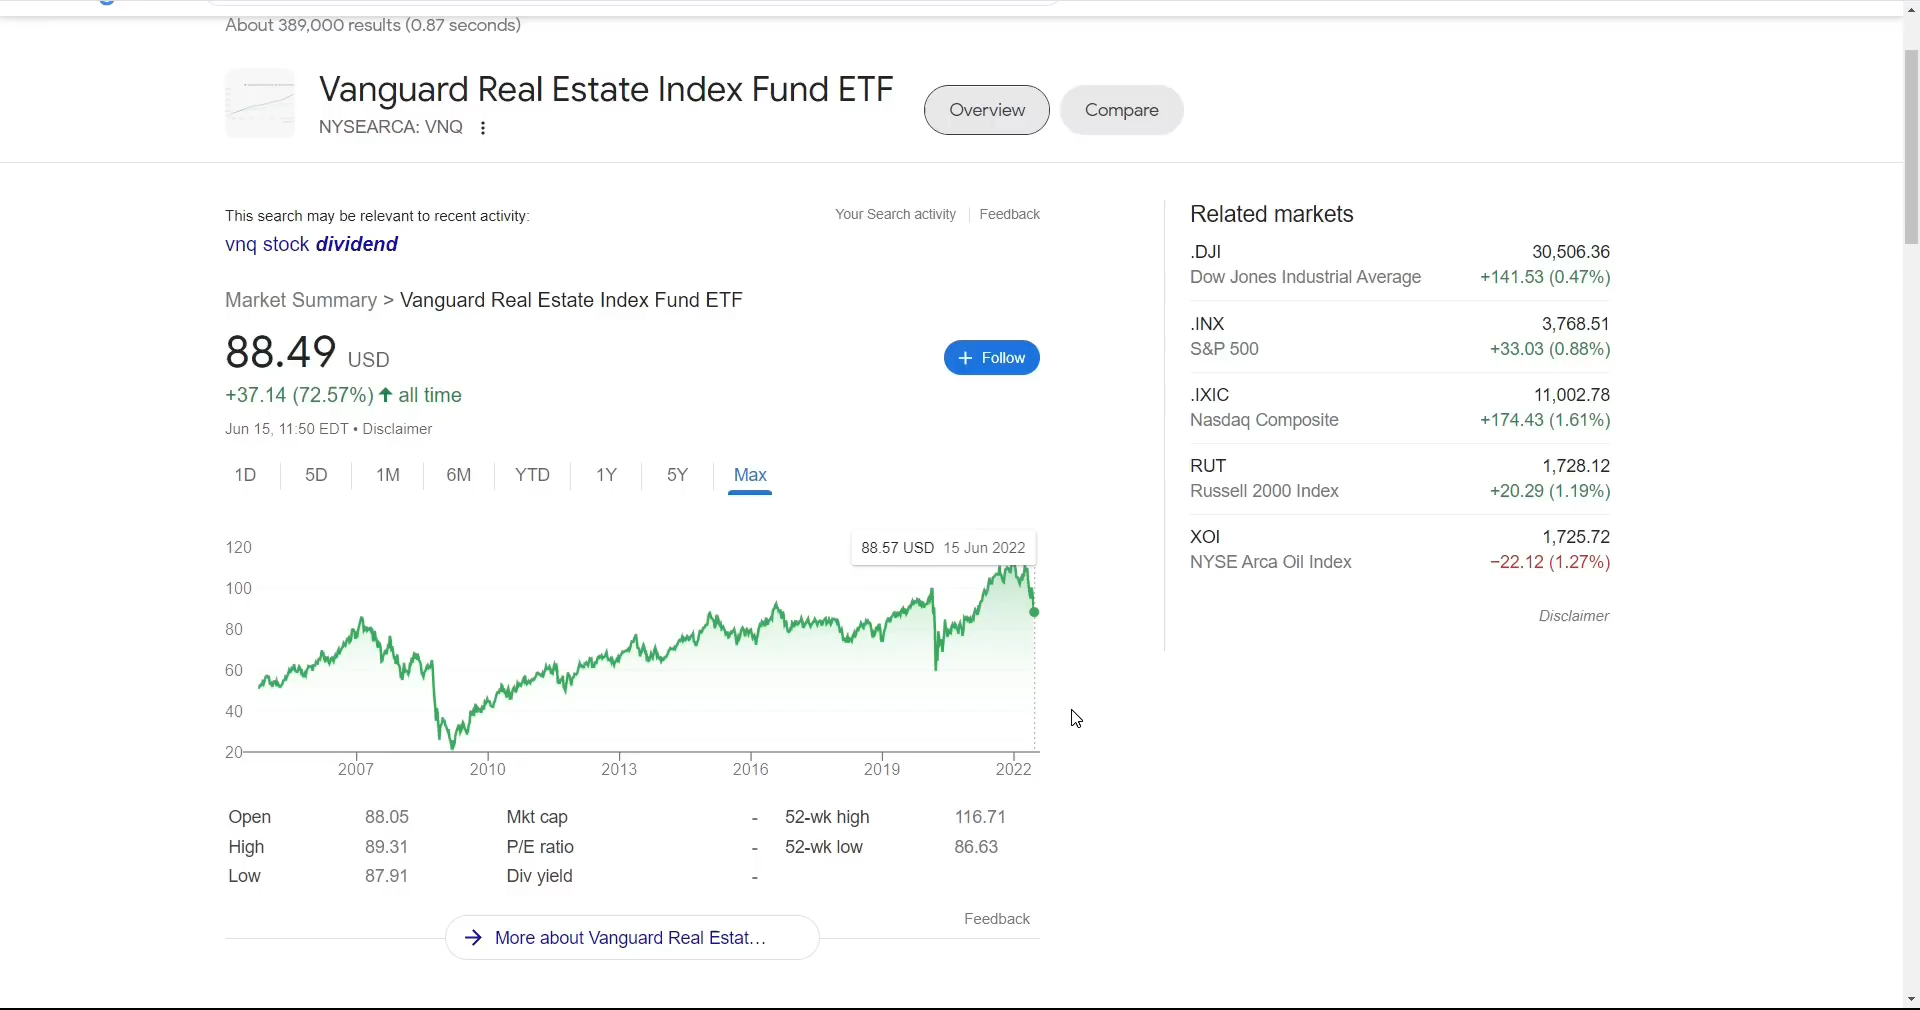 About 389,000 results (0.87 seconds)
Vanguard Real Estate Index Fund ETF
NYSEARCA: VNQ
Overview
Compare
This search may be relevant to recent activity:
Your Search activity
Feedback
vnq stock dividend
Market Summary > Vanguard Real Estate Index Fund ETF
88.49 USD
+ Follow
+37.14 (72.57%) ↑ all time
Jun 15, 11:50 EDT • Disclaimer
1D 5D 1M 6M YTD 1Y 5Y Max
88.57 USD 15 Jun 2022
120
100
80
60
40
20
2007 2010 2013 2016 2019 2022
Open 88.05 Mkt cap - 52-wk high 116.71
High 89.31 P/E ratio - 52-wk low 86.63
Low 87.91 Div yield -
Feedback
→ More about Vanguard Real Estat...
Related markets
.DJI 30,506.36
Dow Jones Industrial Average +141.53 (0.47%)
.INX 3,768.51
S&P 500 +33.03 (0.88%)
.IXIC 11,002.78
Nasdaq Composite +174.43 (1.61%)
RUT 1,728.12
Russell 2000 Index +20.29 (1.19%)
XOI 1,725.72
NYSE Arca Oil Index −22.12 (1.27%)
Disclaimer